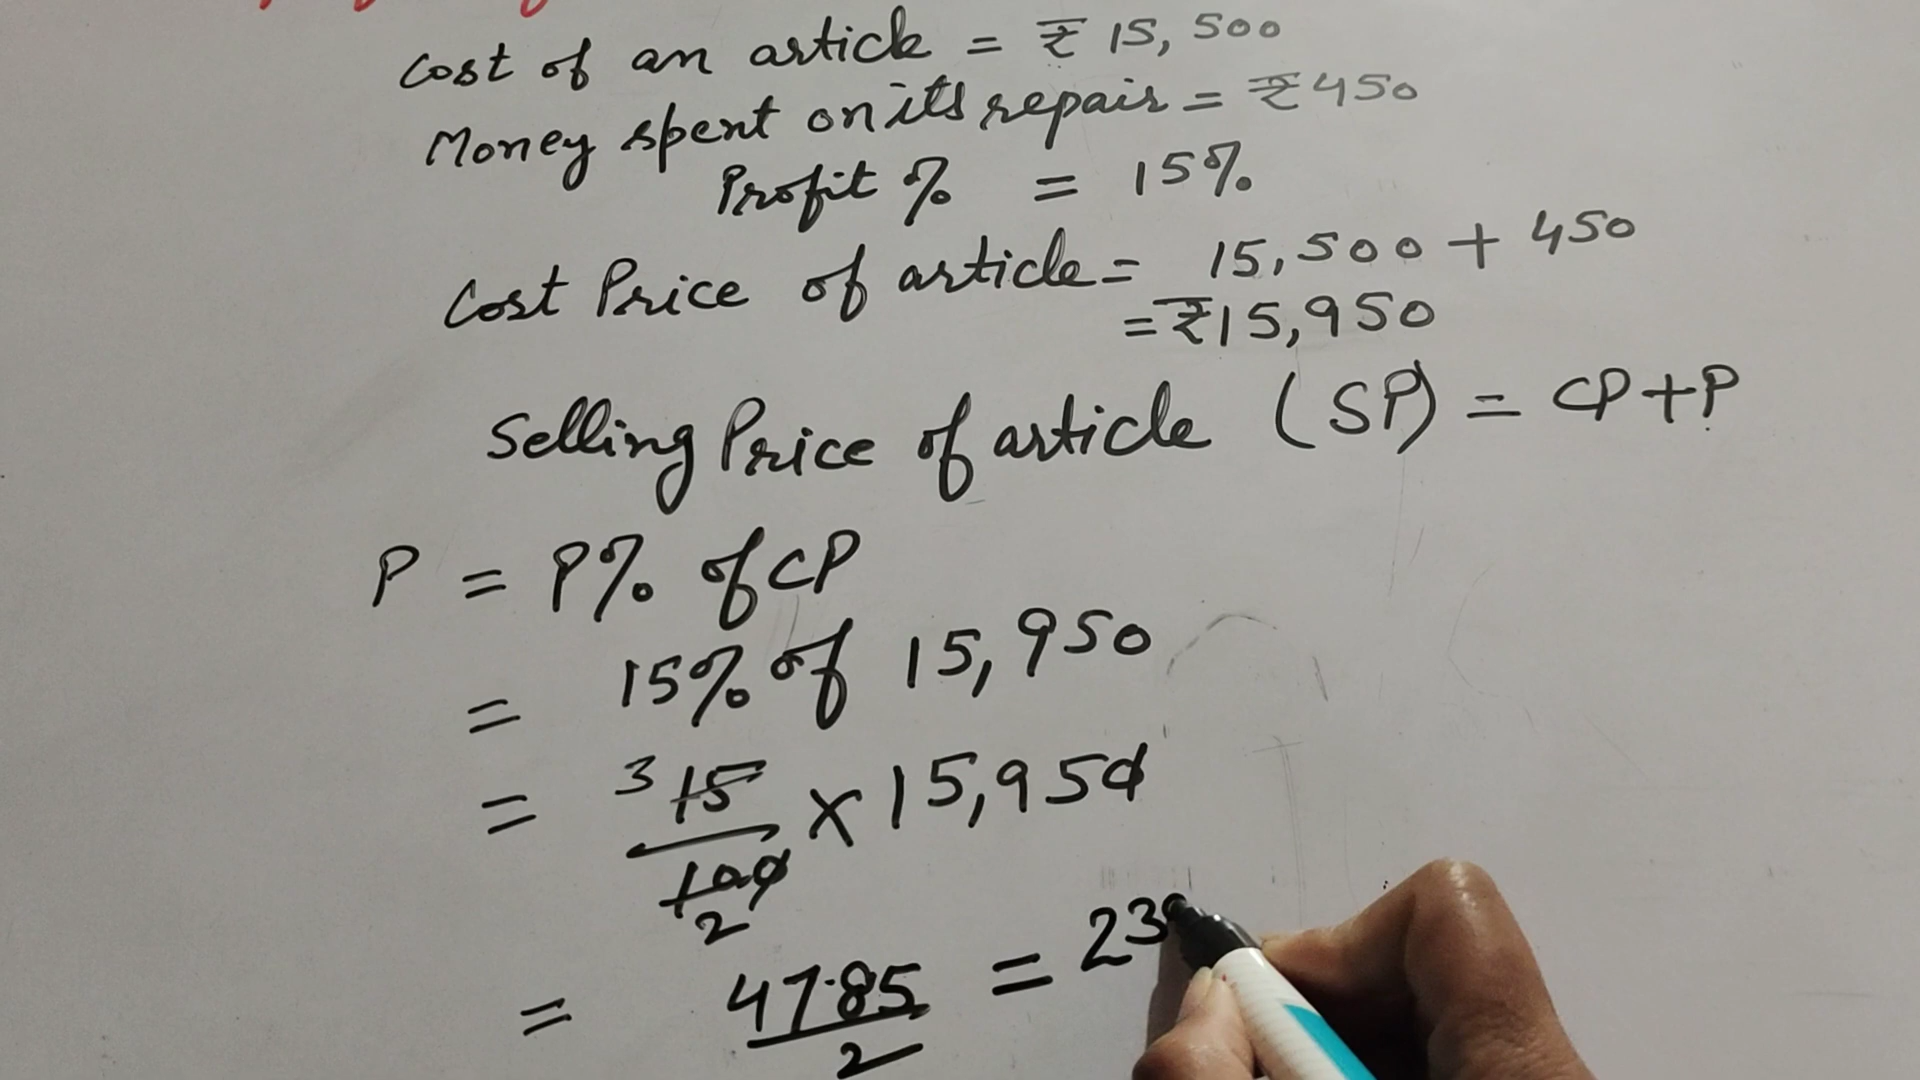 Cost of an article = ₹ 15,500
Money spent on its repair = ₹450
Profit % = 15%
Cost Price of article = 15,500 + 450
= ₹15,950
Selling Price of article (SP) = CP+P
P = P% of CP
= 15% of 15,950
= 3 15/100 2 × 15,950
= 4785/2 = 23